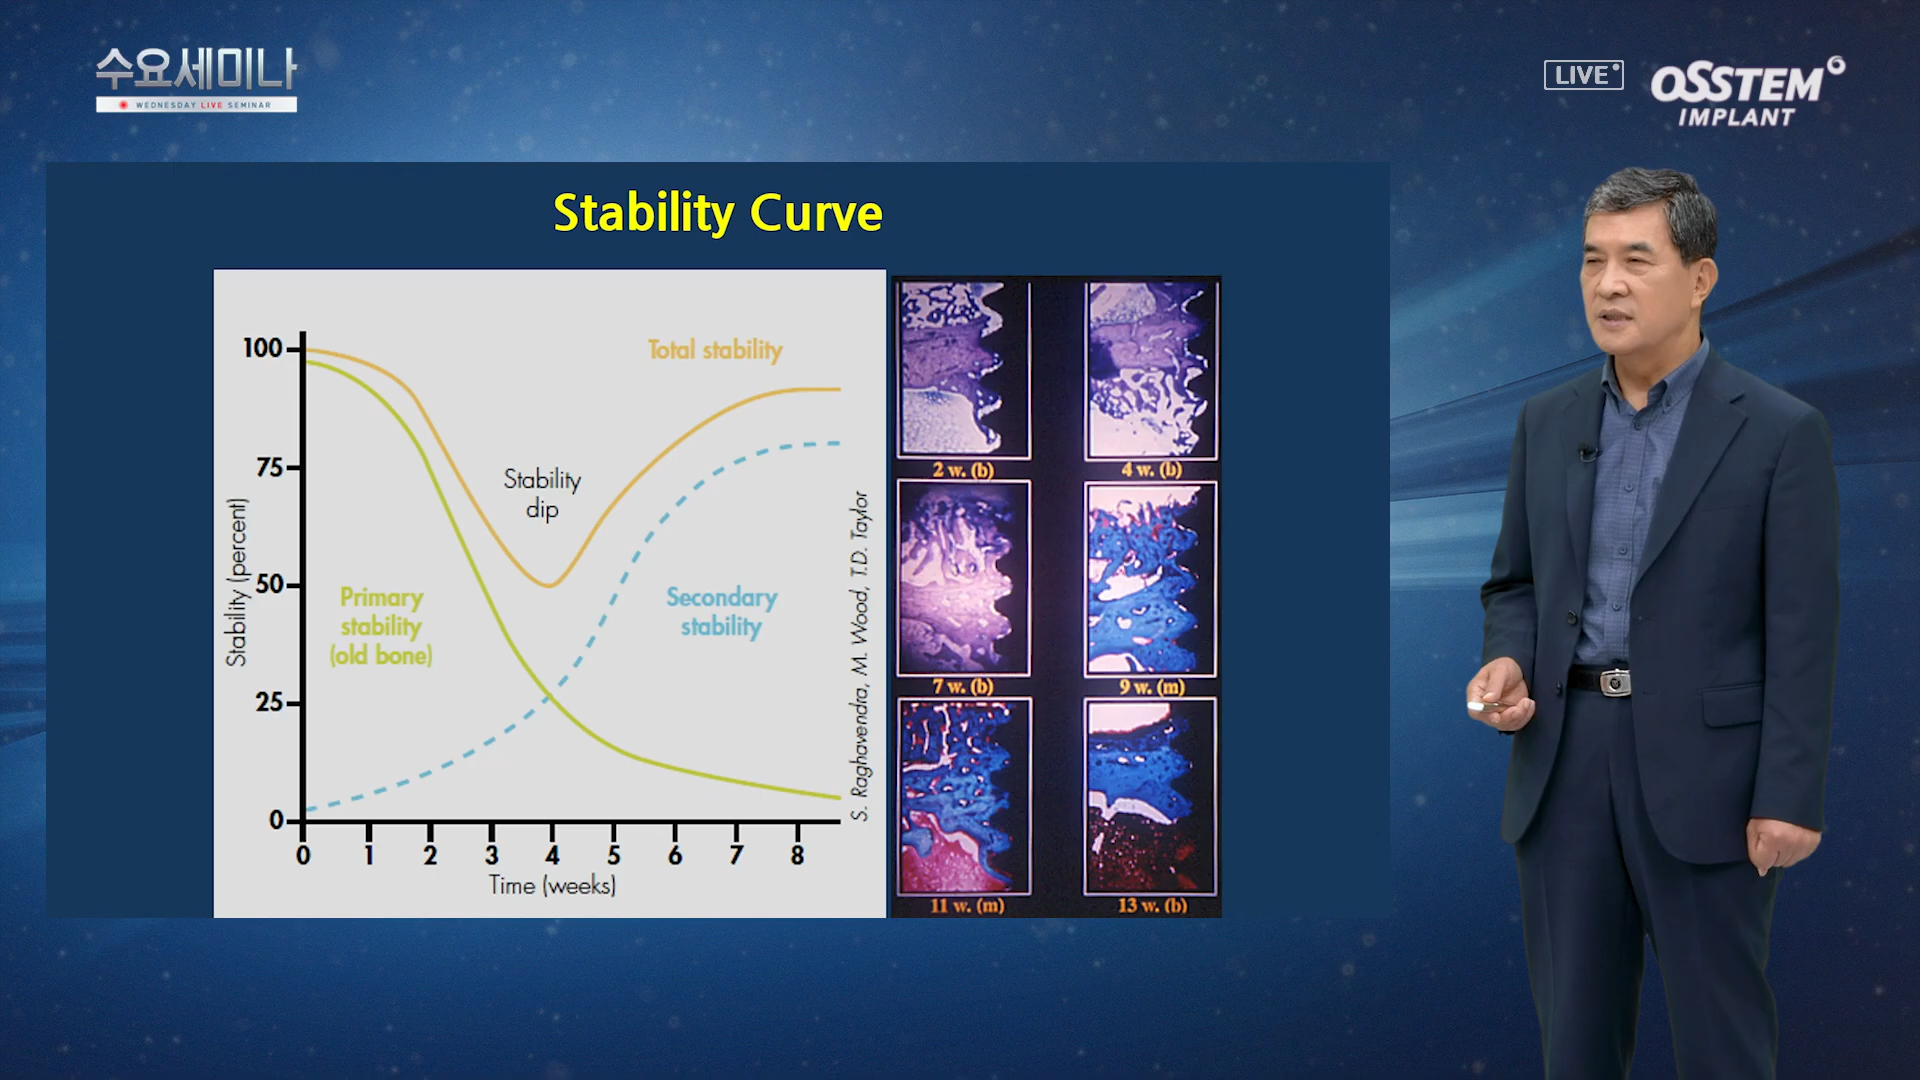 수요세미나
WEDNESDAY LIVE SEMINAR
LIVE
OSSTEM
IMPLANT
Stability Curve
100
75
50
25
0
Stability (percent)
Total stability
Stability
dip
Primary
stability
(old bone)
Secondary
stability
0 1 2 3 4 5 6 7 8
Time (weeks)
S. Raghavendra, M. Wood, T.D. Taylor
2 w. (b)
4 w. (b)
7 w. (b)
9 w. (m)
11 w. (m)
13 w. (b)